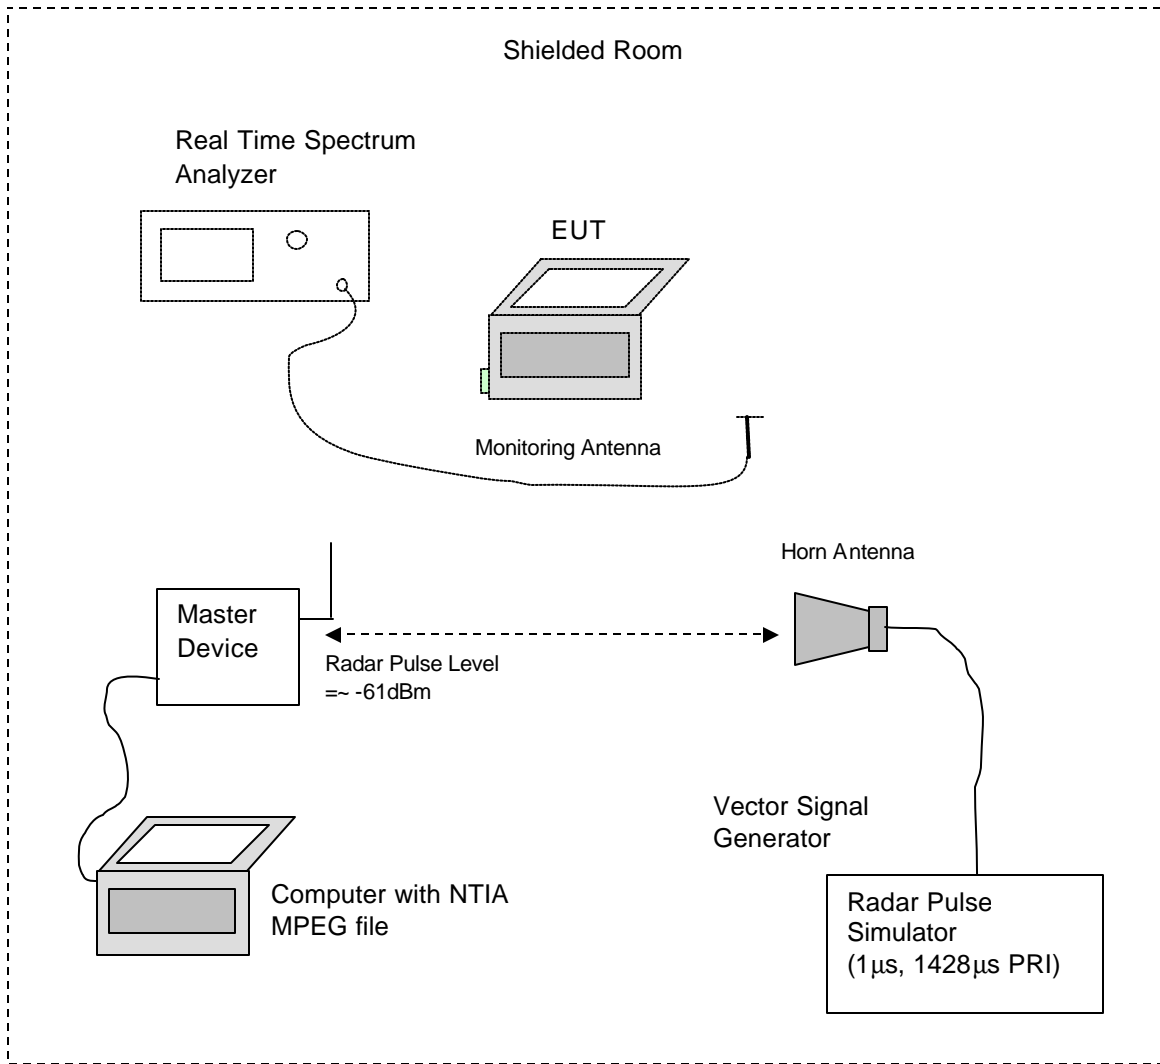 Shielded Room
Real Time Spectrum
Analyzer
EUT
Monitoring Antenna
Horn Antenna
Master
Device
Radar Pulse Level
=~ -61dBm
Vector Signal
Generator
Computer with NTIA
MPEG file
Radar Pulse
Simulator
(1μs, 1428μs PRI)